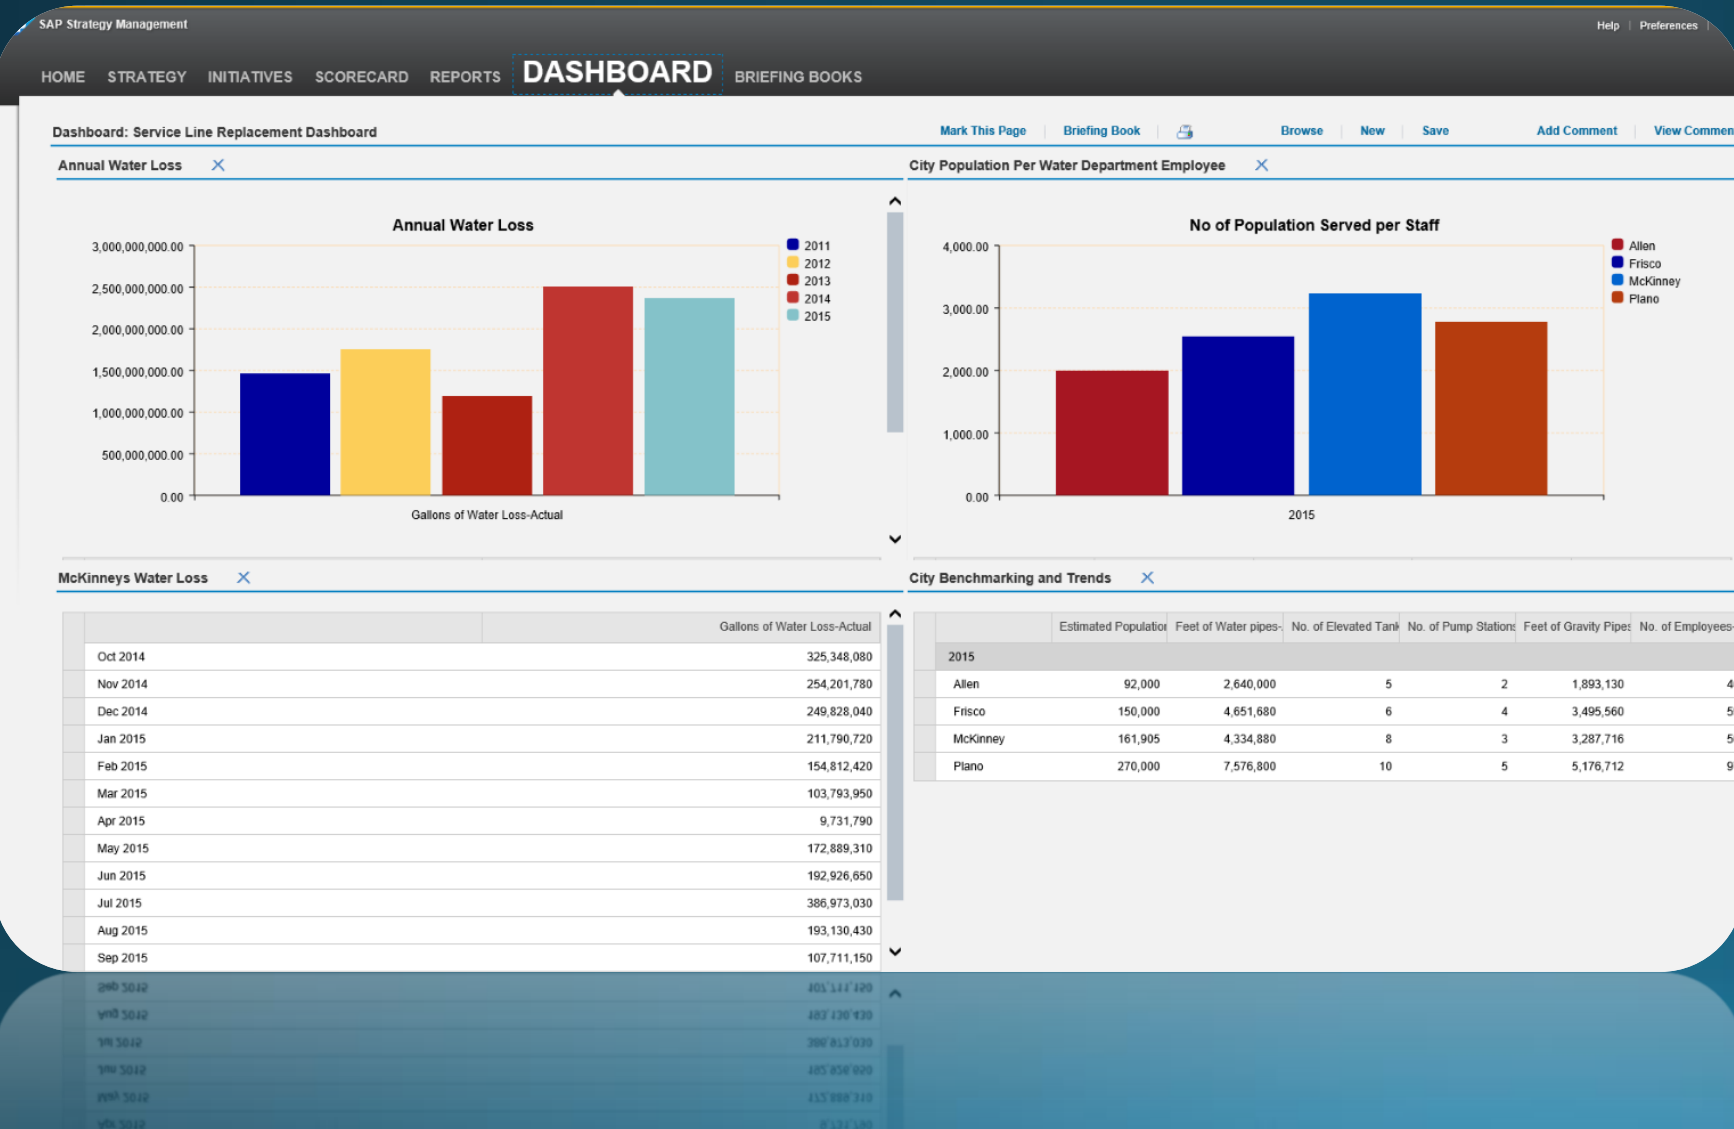 SAP Strategy Management
Help | Preferences |
HOME STRATEGY INITIATIVES SCORECARD REPORTS DASHBOARD BRIEFING BOOKS
Dashboard: Service Line Replacement Dashboard
Mark This Page | Briefing Book | Browse | New | Save Add Comment | View Commen
Annual Water Loss
Annual Water Loss
3,000,000,000.00
2,500,000,000.00
2,000,000,000.00
1,500,000,000.00
1,000,000,000.00
500,000,000.00
0.00
Gallons of Water Loss-Actual
2011
2012
2013
2014
2015
City Population Per Water Department Employee
No of Population Served per Staff
4,000.00
3,000.00
2,000.00
1,000.00
0.00
2015
Allen
Frisco
McKinney
Plano
McKinneys Water Loss
Gallons of Water Loss-Actual
Oct 2014 325,348,080
Nov 2014 254,201,780
Dec 2014 249,828,040
Jan 2015 211,790,720
Feb 2015 154,812,420
Mar 2015 103,793,950
Apr 2015 9,731,790
May 2015 172,889,310
Jun 2015 192,926,650
Jul 2015 386,973,030
Aug 2015 193,130,430
Sep 2015 107,711,150
City Benchmarking and Trends
Estimated Population Feet of Water pipes- No. of Elevated Tank No. of Pump Stations Feet of Gravity Pipes No. of Employees-
2015
Allen 92,000 2,640,000 5 2 1,893,130 4
Frisco 150,000 4,651,680 6 4 3,495,560 5
McKinney 161,905 4,334,880 8 3 3,287,716 5
Plano 270,000 7,576,800 10 5 5,176,712 9